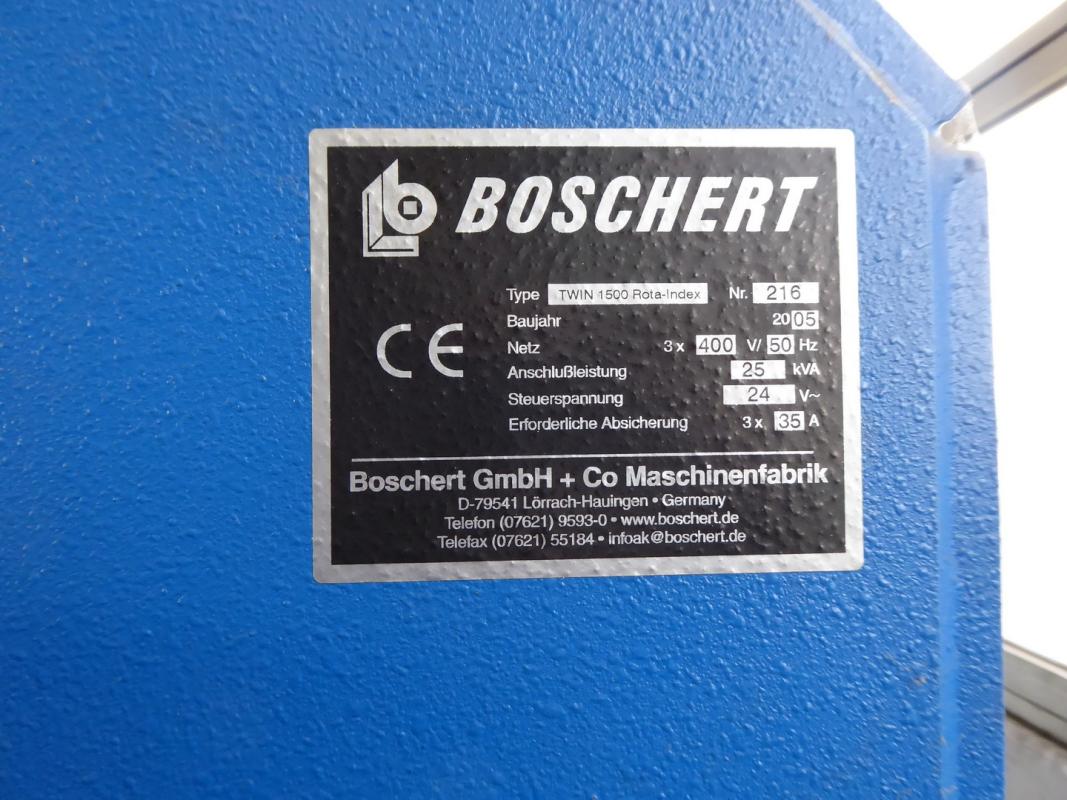 BOSCHERT
Type TWIN 1500 Rota-Index Nr. 216
Baujahr 2005
Netz 3 x 400 V/ 50 Hz
Anschlußleistung 25 kVA
Steuerspannung 24 V~
Erforderliche Absicherung 3 x 35 A
CE
Boschert GmbH + Co Maschinenfabrik
D-79541 Lörrach-Hauingen • Germany
Telefon (07621) 9593-0 • www.boschert.de
Telefax (07621) 55184 • infoak@boschert.de